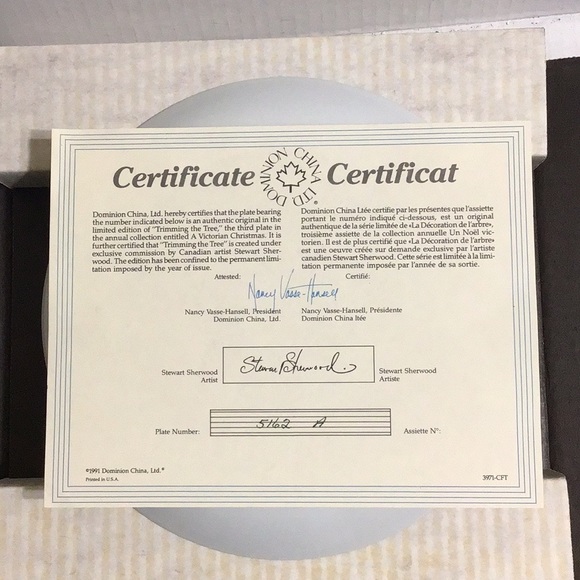 Certificate Certificat
DOMINION CHINA LTD. ®
Dominion China, Ltd. hereby certifies that the plate bearing
the number indicated below is an authentic original in the
limited edition of "Trimming the Tree," the third plate in
the annual collection entitled A Victorian Christmas. It is
further certified that "Trimming the Tree," is created under
exclusive commission by Canadian artist Stewart Sher-
wood. The edition has been confined to the permanent limi-
tation imposed by the year of issue.
Attested:
Dominion China Ltée certifie par les présentes que l'assiette
portant le numéro indiqué ci-dessous, est un original
authentique de la série limitée de «La Décoration de l'arbre»,
troisième assiette de la collection annuelle Un Noël vic-
torien. Il est de plus certifié que «La Décoration de l'arbre»
est une oeuvre créée sur demande exclusive par l'artiste
canadien Stewart Sherwood. Cette série est limitée à la limi-
tation permanente imposée par l'année de sa sortie.
Certifié:
Nancy Vasse-Hansell
Nancy Vasse-Hansell, President
Dominion China, Ltd.
Nancy Vasse-Hansell, Présidente
Dominion China ltée
Stewart Sherwood
Artist
Stewart Sherwood
Stewart Sherwood
Artiste
Plate Number: 5162 A Assiette N°:
©1991 Dominion China, Ltd.®
Printed in U.S.A.
3971-CFT